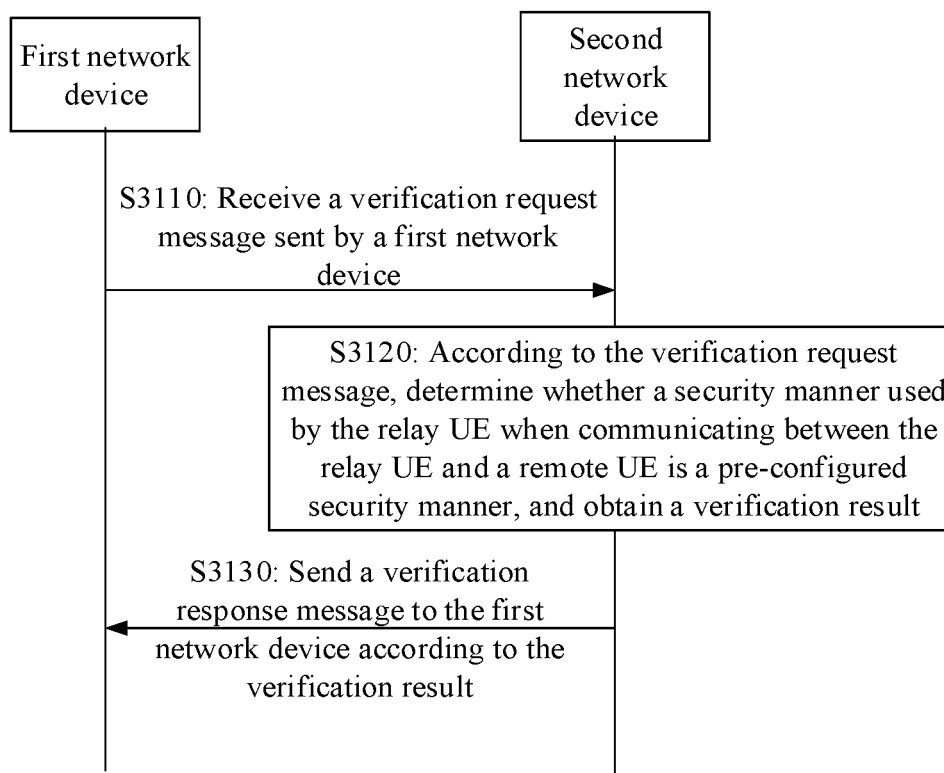 First network
device
Second
network
device
S3110: Receive a verification request
message sent by a first network
device
S3120: According to the verification request
message, determine whether a security manner used
by the relay UE when communicating between the
relay UE and a remote UE is a pre-configured
security manner, and obtain a verification result
S3130: Send a verification
response message to the first
network device according to the
verification result